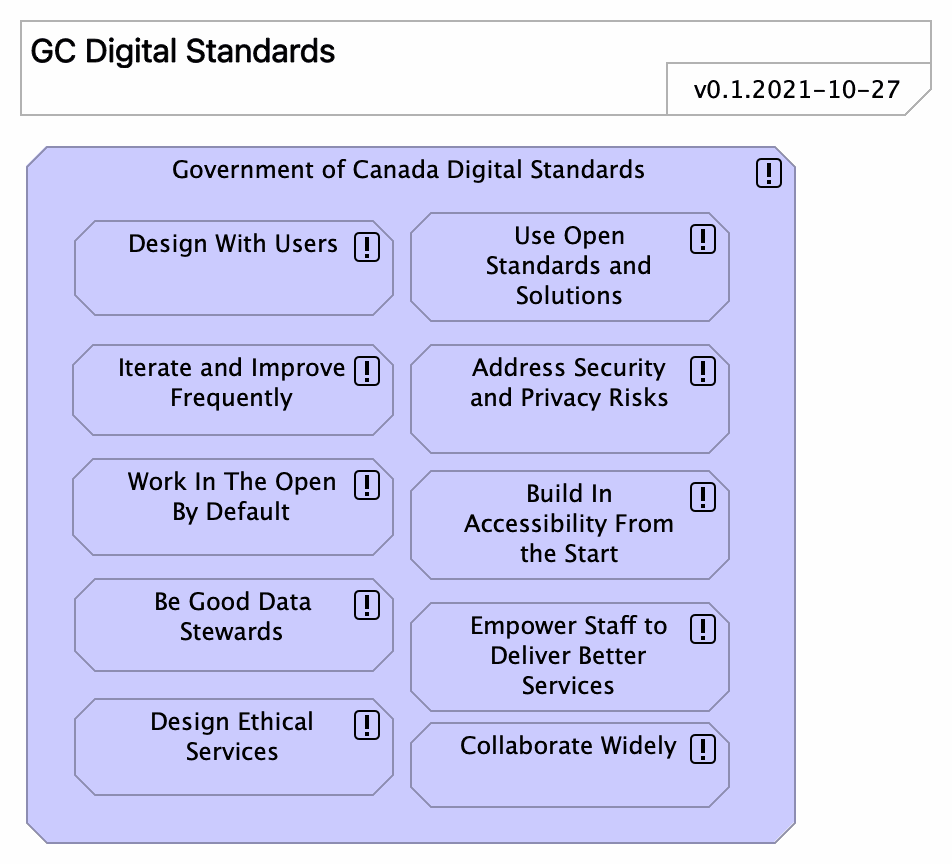 GC Digital Standards
v0.1.2021-10-27
Government of Canada Digital Standards
Design With Users
Use Open
Standards and
Solutions
Iterate and Improve
Frequently
Address Security
and Privacy Risks
Work In The Open
By Default
Build In
Accessibility From
the Start
Be Good Data
Stewards
Empower Staff to
Deliver Better
Services
Design Ethical
Services
Collaborate Widely